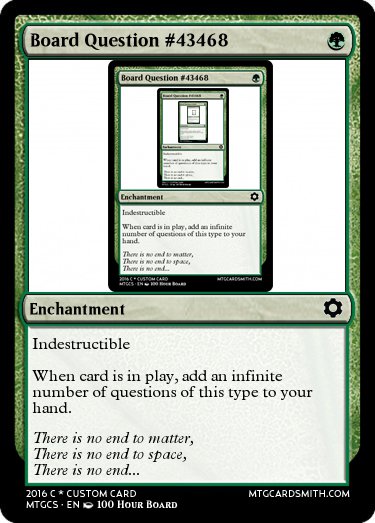 Board Question #43468
Board Question #43468
Board Question #43468
Enchantment
Indestructible
Enchantment
Indestructible
When card is in play, add an infinite
number of questions of this type to your
hand.
There is no end to matter,
There is no end to space,
There is no end...
2016 C * CUSTOM CARD
MTGCS - EN 100 HOUR BOARD
MTGCARDSMITH.COM
Enchantment
Indestructible
When card is in play, add an infinite
number of questions of this type to your
hand.
There is no end to matter,
There is no end to space,
There is no end...
2016 C * CUSTOM CARD
MTGCS - EN 100 HOUR BOARD
MTGCARDSMITH.COM